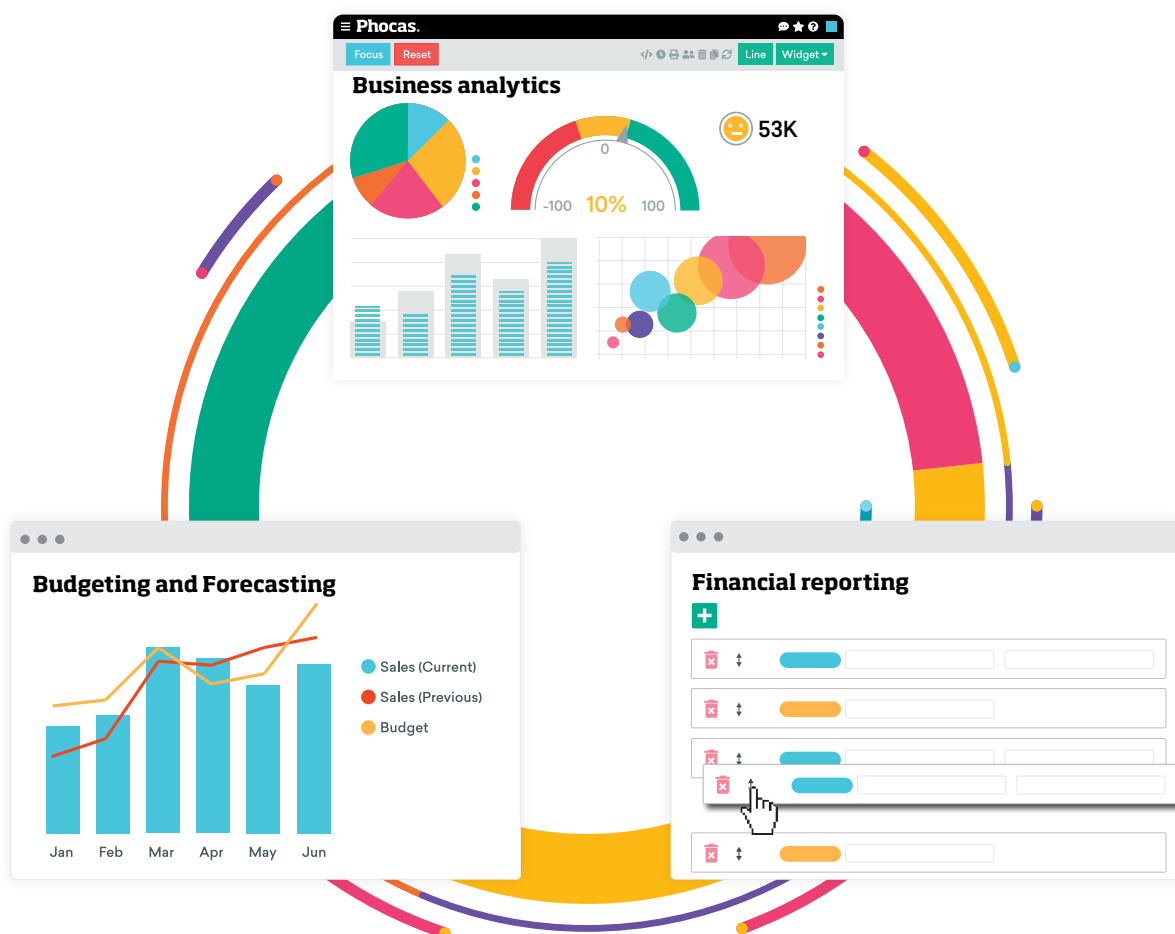 Phocas.
Focus Reset Line Widget
Business analytics
53K
0
-100 10% 100
Budgeting and Forecasting
Sales (Current)
Sales (Previous)
Budget
Jan Feb Mar Apr May Jun
Financial reporting